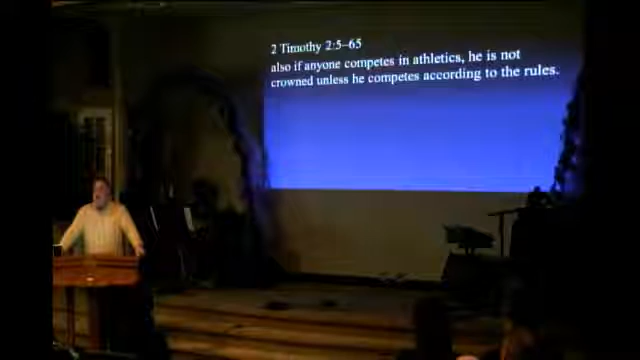 2 Timothy 2:5–65
also if anyone competes in athletics, he is not
crowned unless he competes according to the rules.